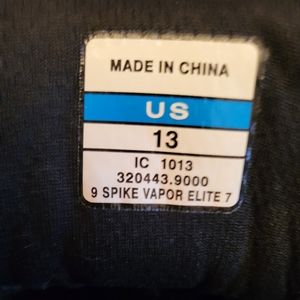 MADE IN CHINA
US
13
IC 1013
320443.9000
9 SPIKE VAPOR ELITE 7